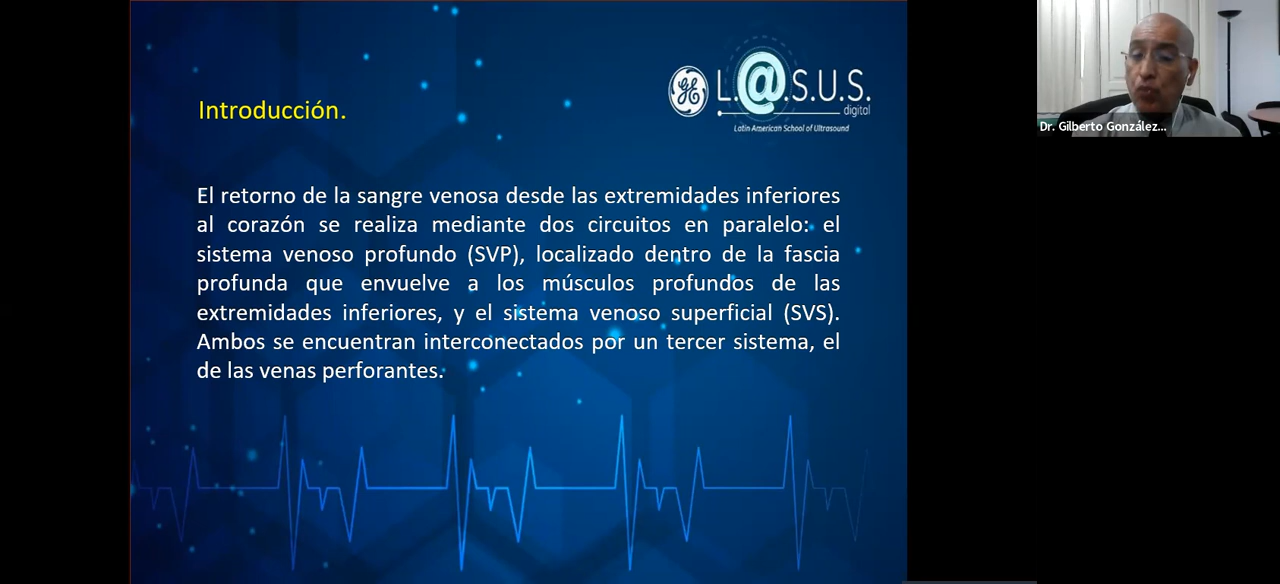 Introducción.
GE L.@.S.U.S.
digital
Latin American School of Ultrasound
El retorno de la sangre venosa desde las extremidades inferiores
al corazón se realiza mediante dos circuitos en paralelo: el
sistema venoso profundo (SVP), localizado dentro de la fascia
profunda que envuelve a los músculos profundos de las
extremidades inferiores, y el sistema venoso superficial (SVS).
Ambos se encuentran interconectados por un tercer sistema, el
de las venas perforantes.
Dr. Gilberto González...